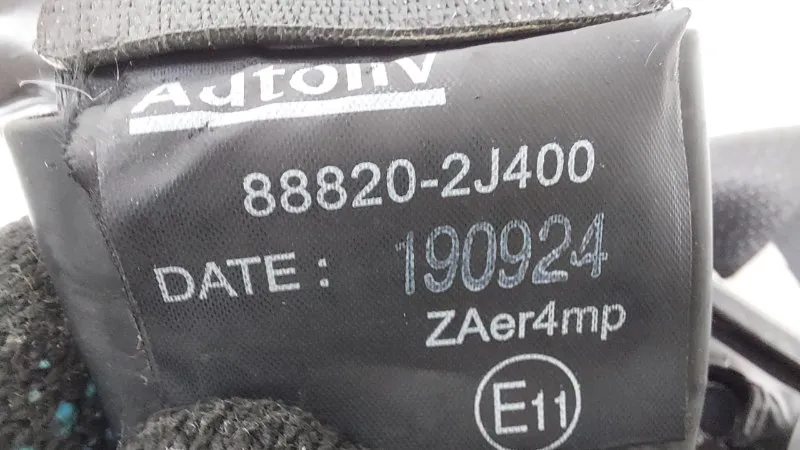 Autoliv
88820-2J400
DATE : 190924
ZAer4mp
E11